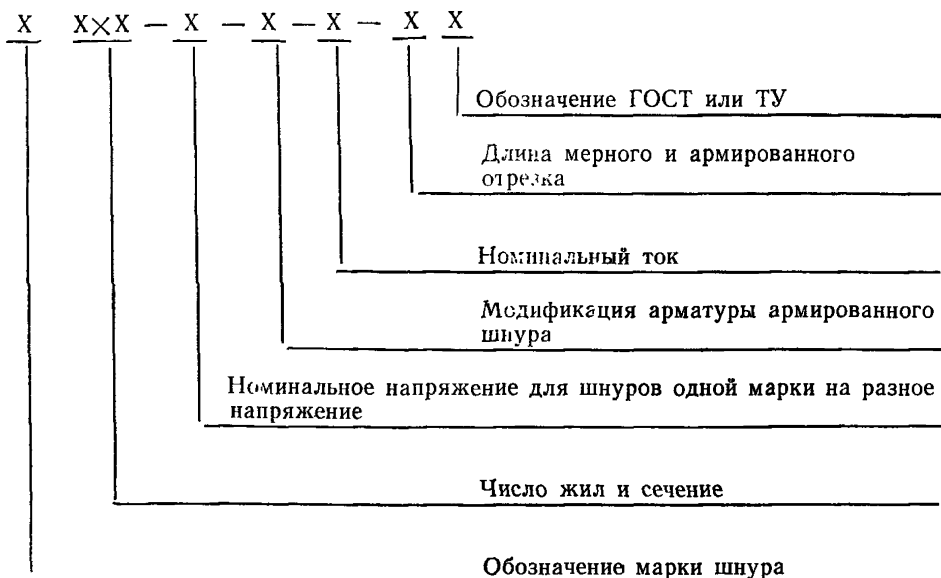 X X×X — X - X - X - X X
Обозначение ГОСТ или ТУ
Длина мерного и армированного
отрезка
Номинальный ток
Модификация арматуры армированного
шнура
Номинальное напряжение для шнуров одной марки на разное
напряжение
Число жил и сечение
Обозначение марки шнура